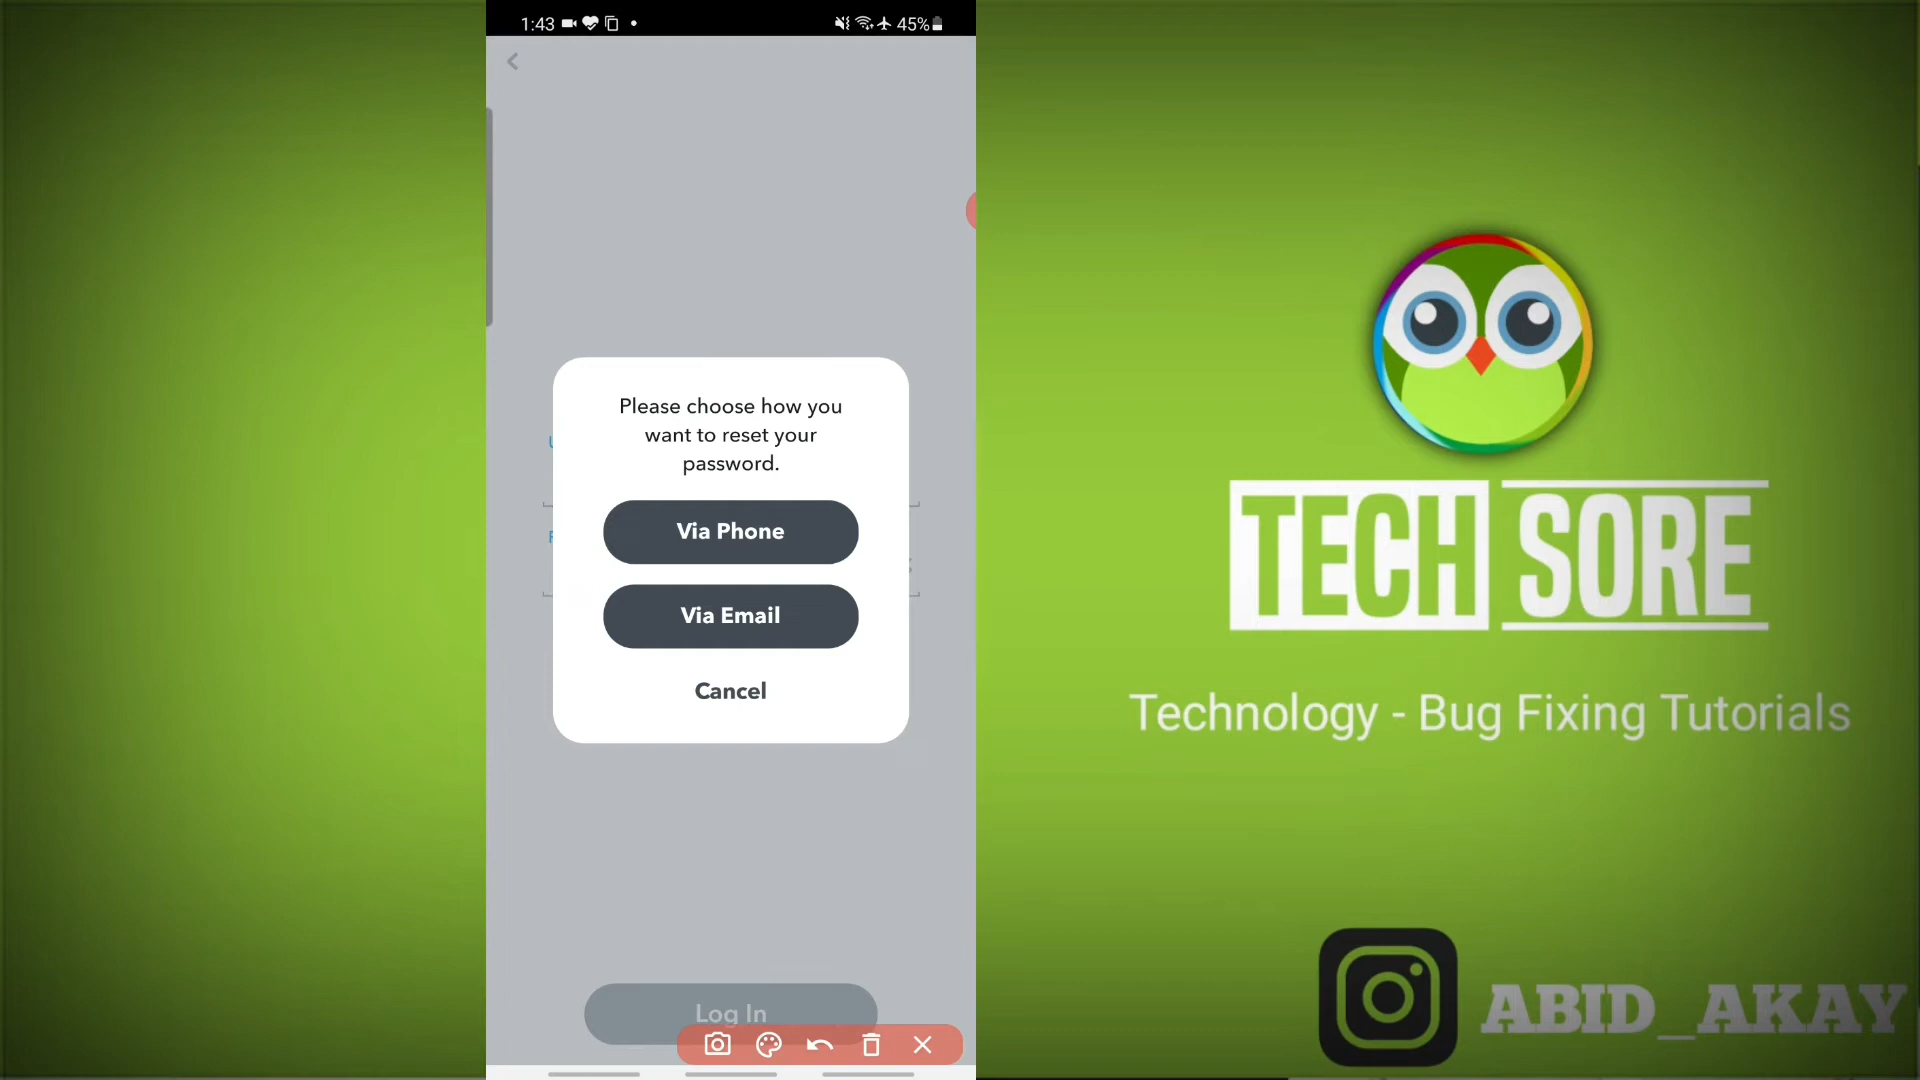 1:43
45%
Please choose how you
want to reset your
password.
Via Phone
Via Email
Cancel
Log In
TECH SORE
Technology - Bug Fixing Tutorials
ABID_AKAY